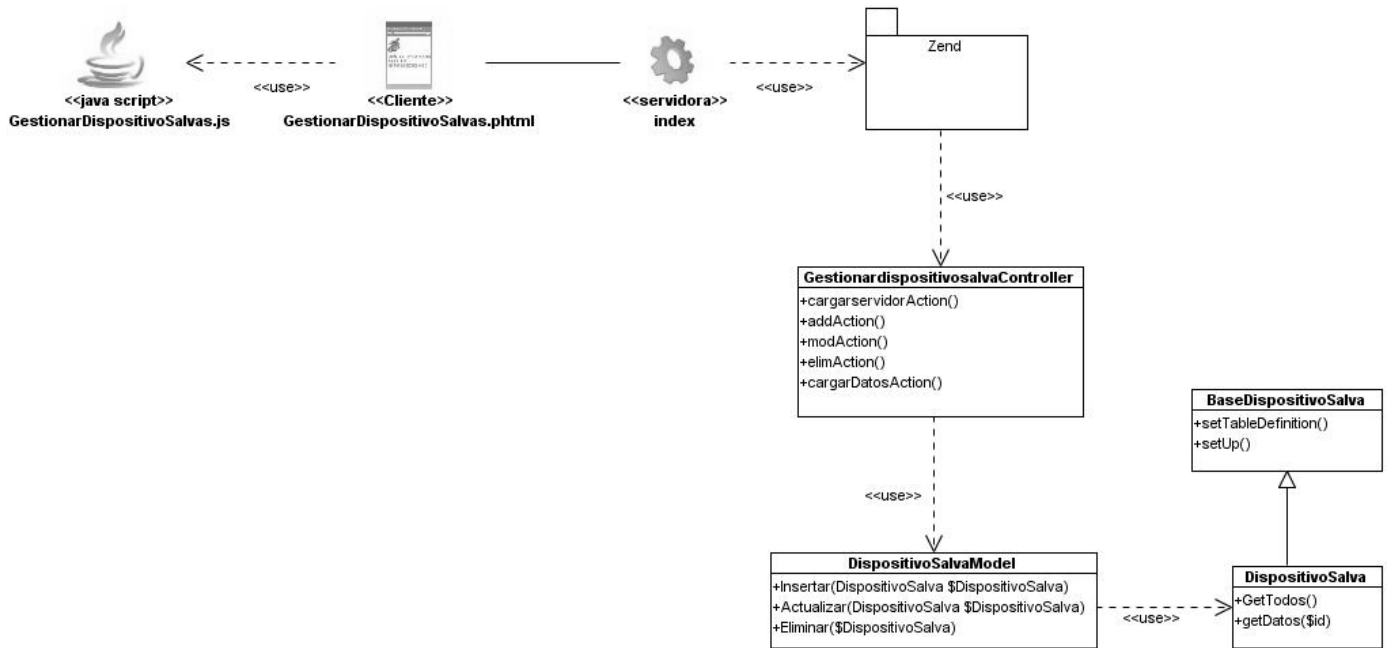 Zend
<<use>>
<<use>>
<<java script>>
GestionarDispositivoSalvas.js
<<Cliente>>
GestionarDispositivoSalvas.phtml
<<servidora>>
index
<<use>>
GestionardispositivosalvaController
+cargarservidorAction()
+addAction()
+modAction()
+elimAction()
+cargarDatosAction()
BaseDispositivoSalva
+setTableDefinition()
+setUp()
<<use>>
DispositivoSalvaModel
+Insertar(DispositivoSalva $DispositivoSalva)
+Actualizar(DispositivoSalva $DispositivoSalva)
+Eliminar($DispositivoSalva)
<<use>>
DispositivoSalva
+GetTodos()
+getDatos($id)